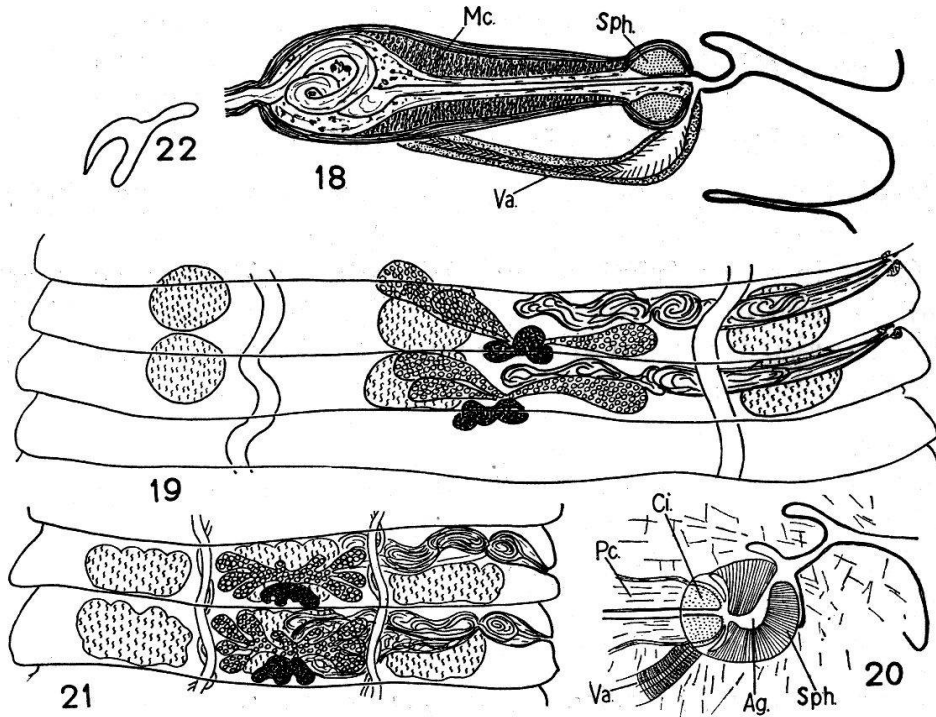 Mc.
Sph.
22
18
Va.
19
21
Ci.
Pc.
Va.
Ag.
Sph.
20